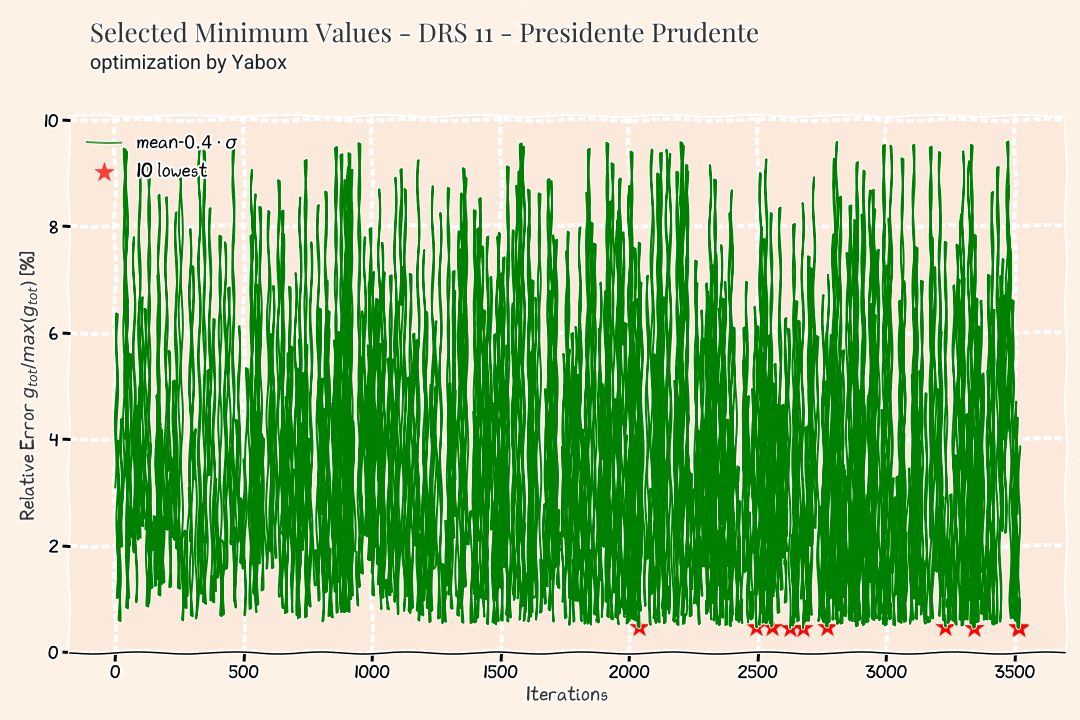 Selected Minimum Values - DRS 11 - Presidente Prudente
optimization by Yabox
10
8
6
4
2
0
Relative Error g_tot/max(g_tot) [%]
mean-0.4 · σ
10 lowest
0 500 1000 1500 2000 2500 3000 3500
Iterations